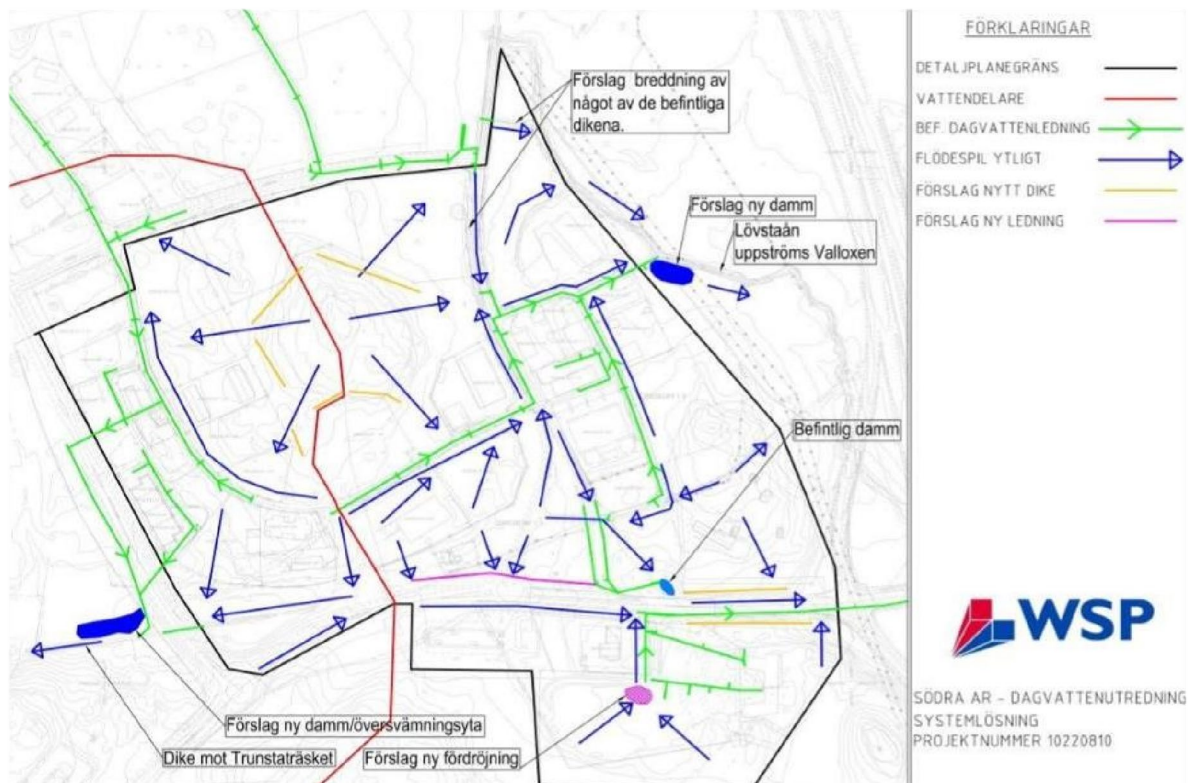 Förslag breddning av
något av de befintliga
dikena.
Förslag ny damm
Lövstaån
uppströms Valloxen
Befintlig damm
Förslag ny damm/översvämningsyta
Dike mot Trunstaträsket
Förslag ny fördröjning
FÖRKLARINGAR
DETALJPLANEGRÄNS
VATTENDELARE
BEF. DAGVATTENLEDNING
FLÖDESPIL YTLIGT
FÖRSLAG NYTT DIKE
FÖRSLAG NY LEDNING
WSP
SÖDRA AR - DAGVATTENUTREDNING
SYSTEMLÖSNING
PROJEKTNUMMER 10220810